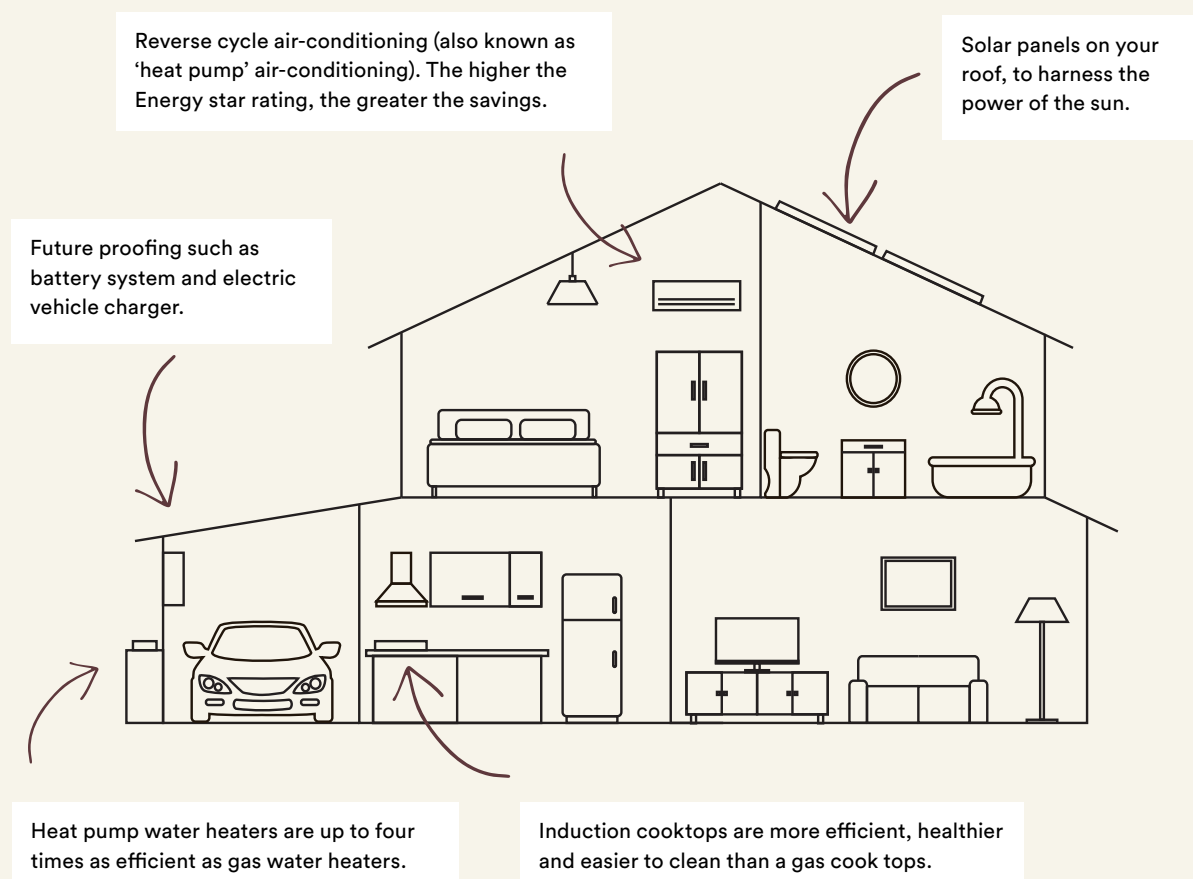 Reverse cycle air-conditioning (also known as
‘heat pump’ air-conditioning). The higher the
Energy star rating, the greater the savings.
Solar panels on your
roof, to harness the
power of the sun.
Future proofing such as
battery system and electric
vehicle charger.
Heat pump water heaters are up to four
times as efficient as gas water heaters.
Induction cooktops are more efficient, healthier
and easier to clean than a gas cook tops.